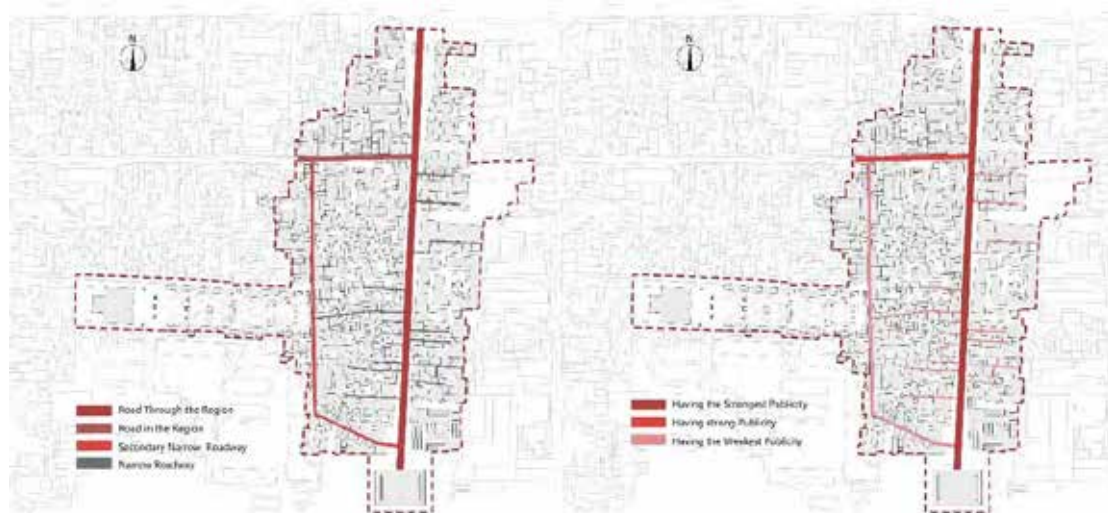 N
Road Through the Region
Road in the Region
Secondary Narrow Roadway
Narrow Roadway
N
Having the Strongest Publicity
Having strong Publicity
Having the Weekest Publicity